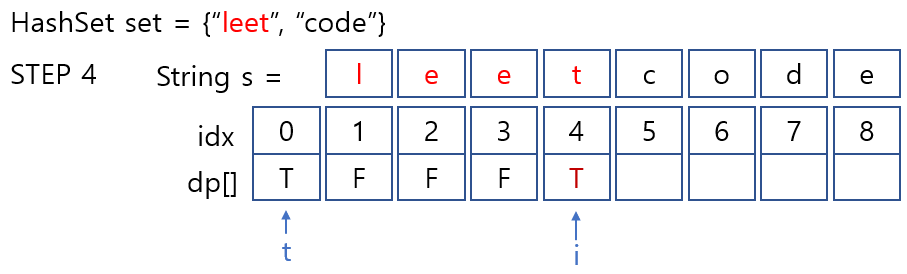 HashSet set = {“leet”, “code”}
STEP 4 String s = l e e t c o d e
idx 0 1 2 3 4 5 6 7 8
dp[] T F F F T
t i